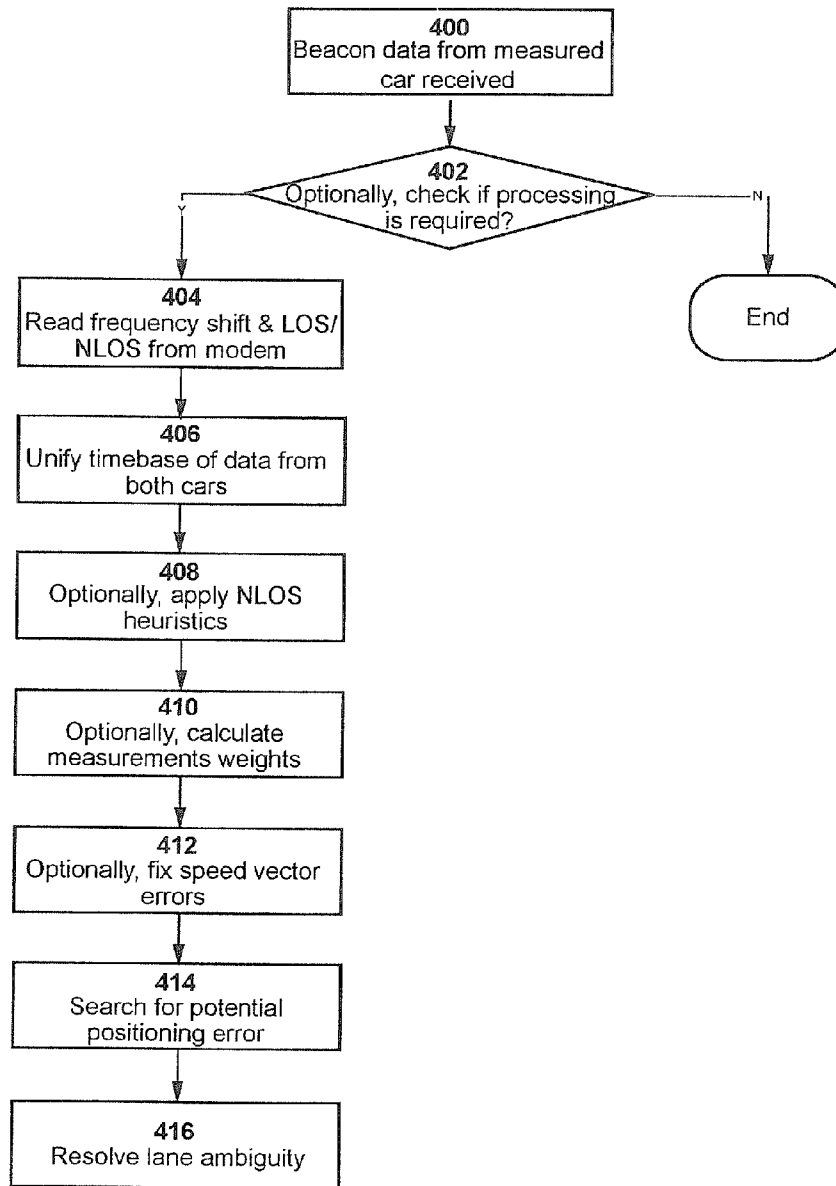 400
Beacon data from measured
car received
402
Optionally, check if processing
is required?
Y
N
404
Read frequency shift & LOS/
NLOS from modem
End
406
Unify timebase of data from
both cars
408
Optionally, apply NLOS
heuristics
410
Optionally, calculate
measurements weights
412
Optionally, fix speed vector
errors
414
Search for potential
positioning error
416
Resolve lane ambiguity